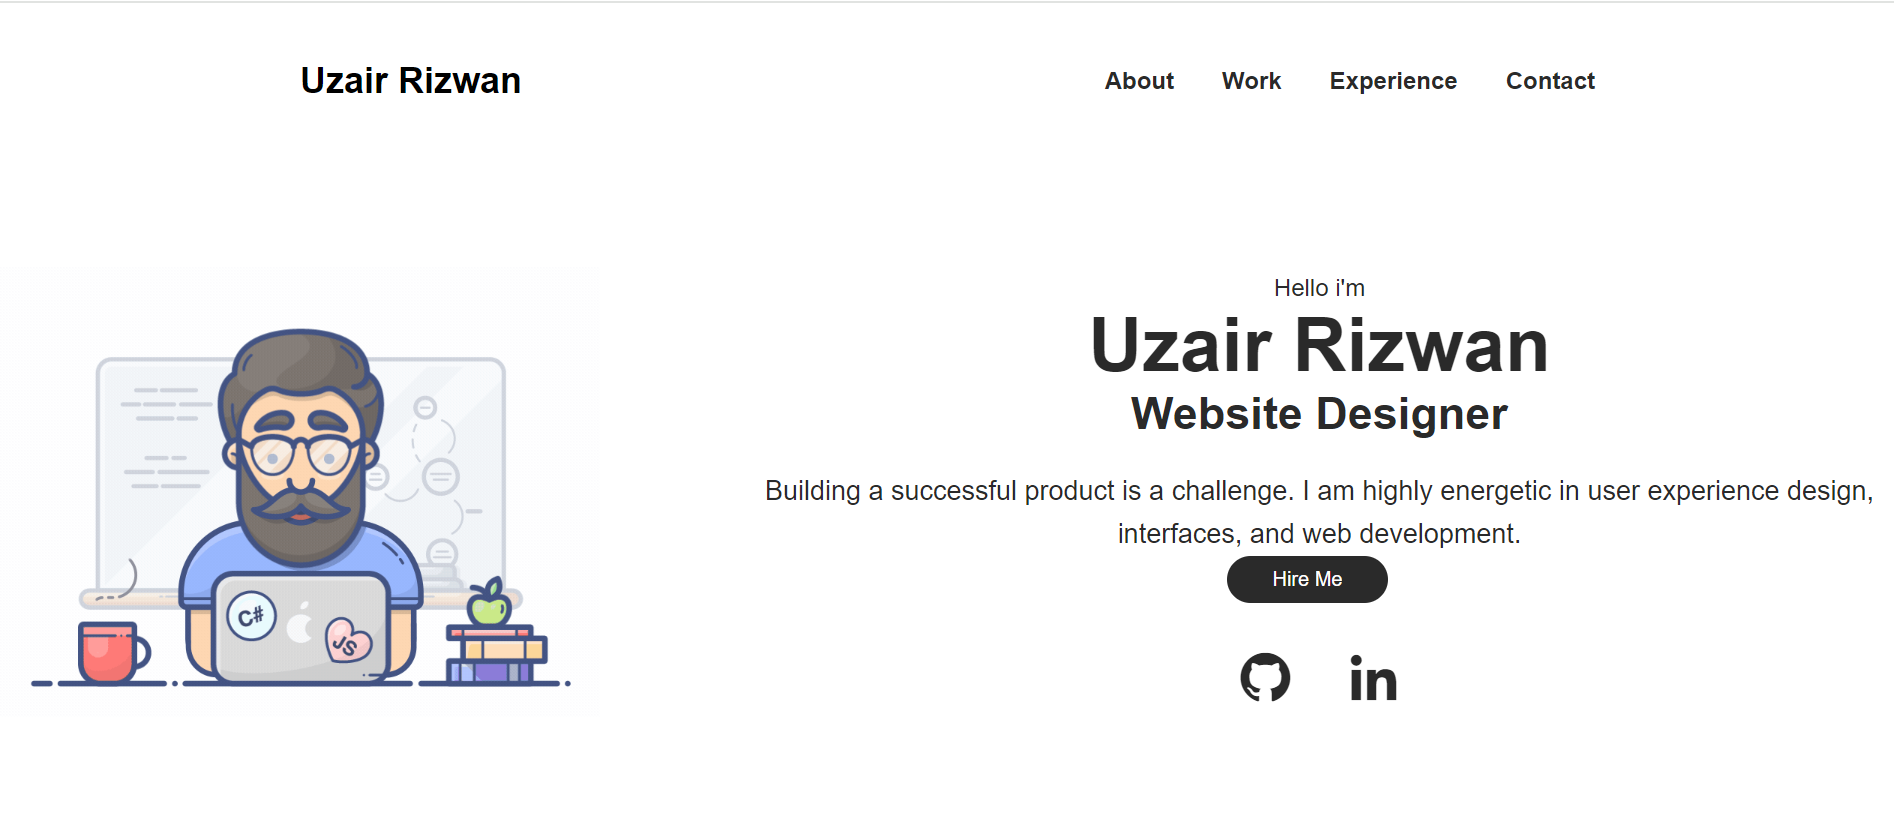 Uzair Rizwan
About Work Experience Contact
Hello i'm
Uzair Rizwan
Website Designer
Building a successful product is a challenge. I am highly energetic in user experience design,
interfaces, and web development.
Hire Me
C#
JS
in